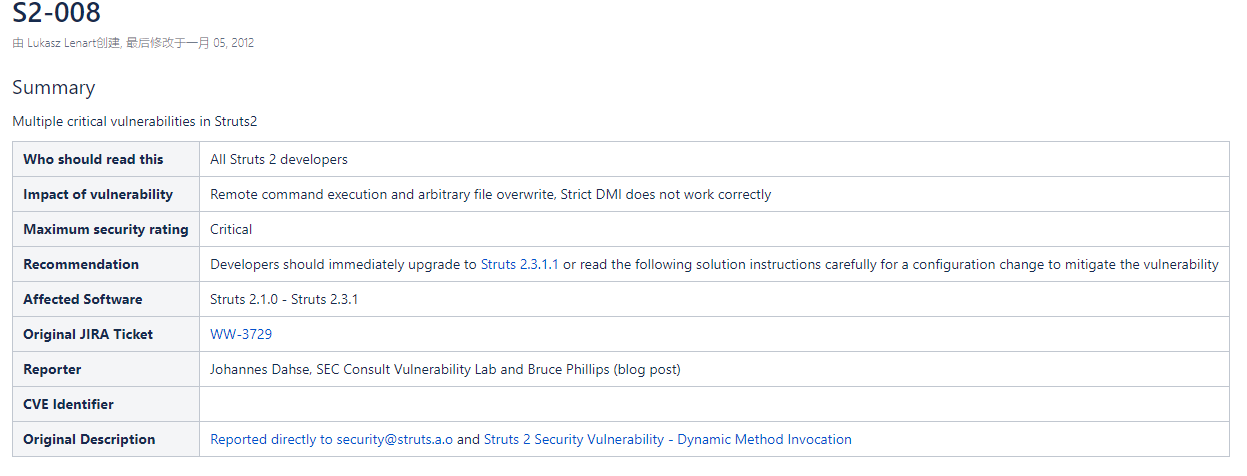 S2-008
由 Lukasz Lenart创建, 最后修改于一月 05, 2012
Summary
Multiple critical vulnerabilities in Struts2
Who should read this All Struts 2 developers
Impact of vulnerability Remote command execution and arbitrary file overwrite, Strict DMI does not work correctly
Maximum security rating Critical
Recommendation Developers should immediately upgrade to Struts 2.3.1.1 or read the following solution instructions carefully for a configuration change to mitigate the vulnerability
Affected Software Struts 2.1.0 - Struts 2.3.1
Original JIRA Ticket WW-3729
Reporter Johannes Dahse, SEC Consult Vulnerability Lab and Bruce Phillips (blog post)
CVE Identifier
Original Description Reported directly to security@struts.a.o and Struts 2 Security Vulnerability - Dynamic Method Invocation